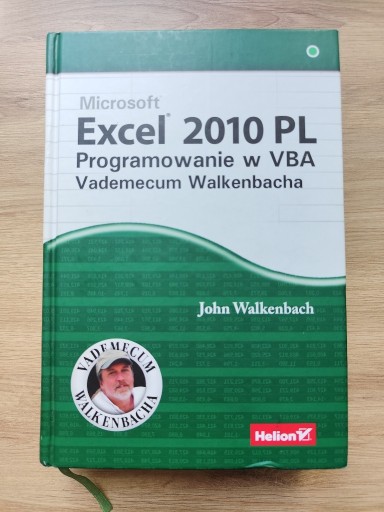 Microsoft®
Excel® 2010 PL
Programowanie w VBA
Vademecum Walkenbacha
John Walkenbach
VADEMECUM
WALKENBACHA
Helion